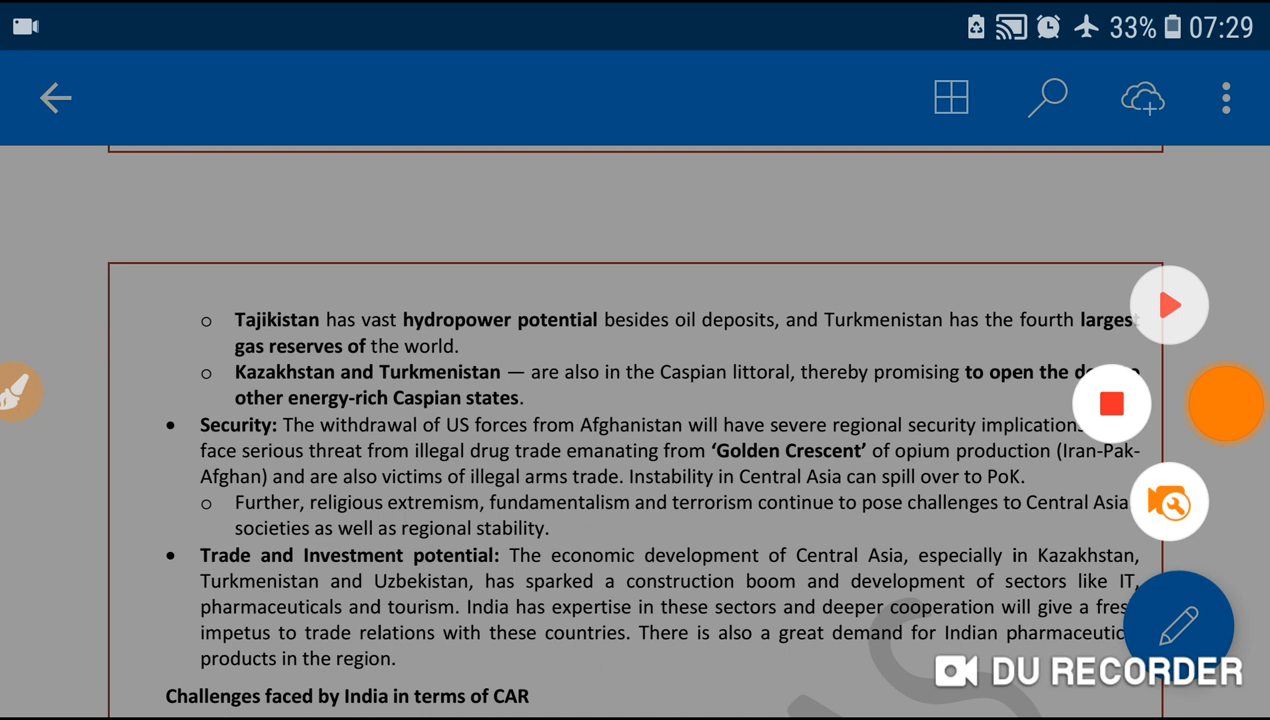 33% 07:29
o Tajikistan has vast hydropower potential besides oil deposits, and Turkmenistan has the fourth largest
gas reserves of the world.
o Kazakhstan and Turkmenistan — are also in the Caspian littoral, thereby promising to open the
other energy-rich Caspian states.
• Security: The withdrawal of US forces from Afghanistan will have severe regional security
face serious threat from illegal drug trade emanating from ‘Golden Crescent’ of opium production (Iran-Pak-
Afghan) and are also victims of illegal arms trade. Instability in Central Asia can spill over to PoK.
o Further, religious extremism, fundamentalism and terrorism continue to pose challenges to Central Asia
societies as well as regional stability.
• Trade and Investment potential: The economic development of Central Asia, especially in Kazakhstan,
Turkmenistan and Uzbekistan, has sparked a construction boom and development of sectors like IT,
pharmaceuticals and tourism. India has expertise in these sectors and deeper cooperation will give a
impetus to trade relations with these countries. There is also a great demand for Indian
products in the region.
DU RECORDER
Challenges faced by India in terms of CAR